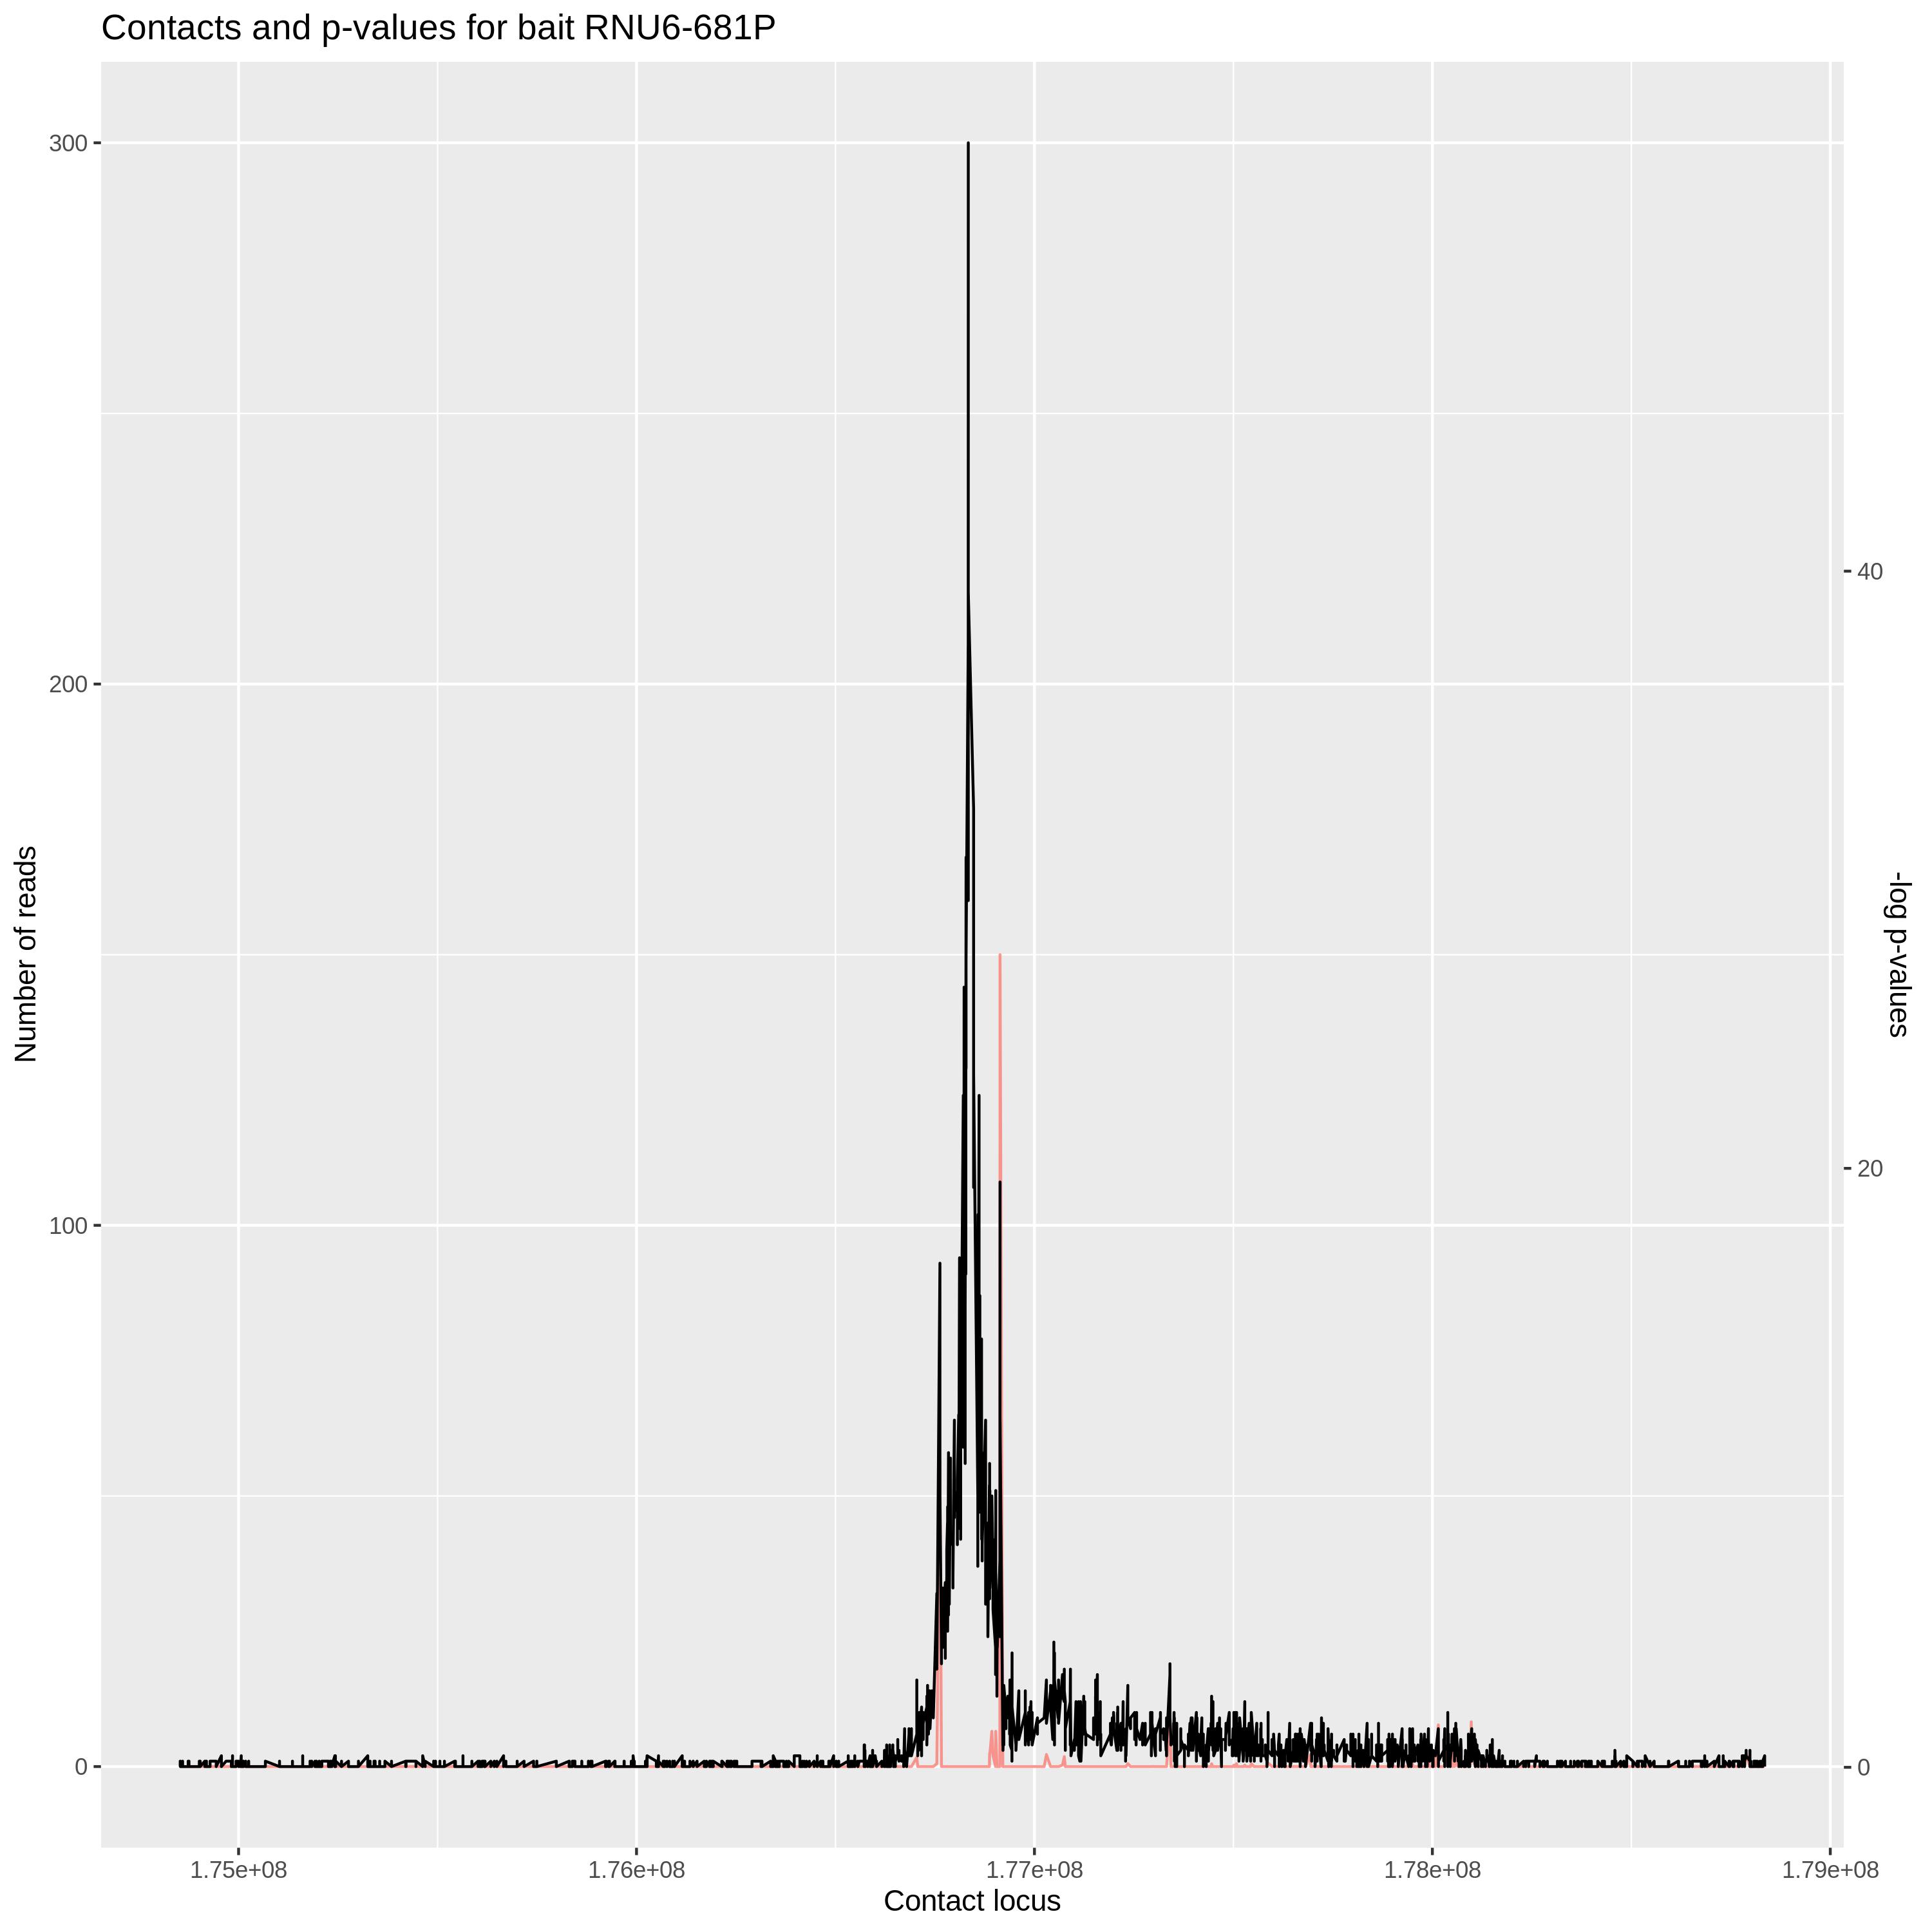 Contacts and p-values for bait RNU6-681P
300
200
100
0
Number of reads
40
20
0
-log p-values
1.75e+08
1.76e+08
1.77e+08
1.78e+08
1.79e+08
Contact locus